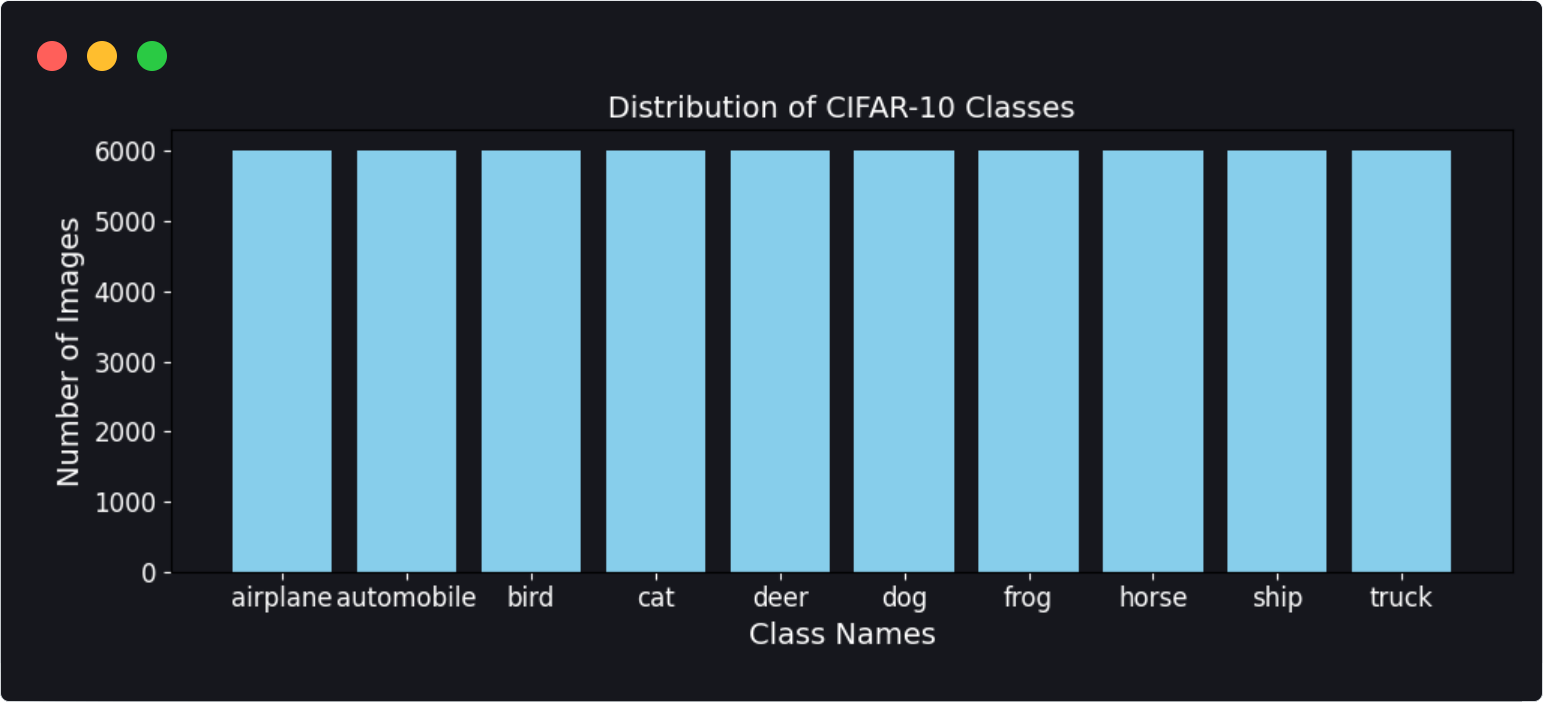 Distribution of CIFAR-10 Classes
Number of Images
6000
5000
4000
3000
2000
1000
0
airplane automobile bird cat deer dog frog horse ship truck
Class Names